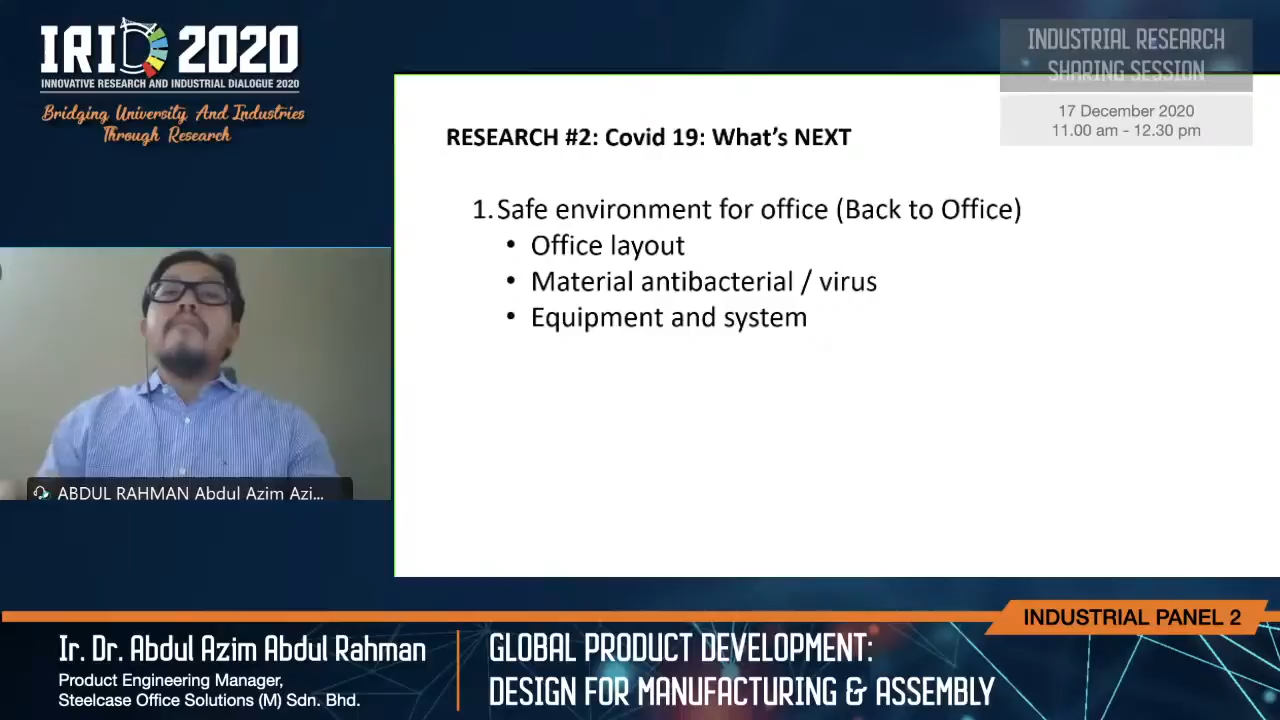 IRID 2020
INNOVATIVE RESEARCH AND INDUSTRIAL DIALOGUE 2020
Bridging University And Industries
Through Research
INDUSTRIAL RESEARCH
SHARING SESSION
17 December 2020
11.00 am - 12.30 pm
RESEARCH #2: Covid 19: What's NEXT
1. Safe environment for office (Back to Office)
• Office layout
• Material antibacterial / virus
• Equipment and system
ABDUL RAHMAN Abdul Azim Azi...
INDUSTRIAL PANEL 2
Ir. Dr. Abdul Azim Abdul Rahman
Product Engineering Manager,
Steelcase Office Solutions (M) Sdn. Bhd.
GLOBAL PRODUCT DEVELOPMENT:
DESIGN FOR MANUFACTURING & ASSEMBLY